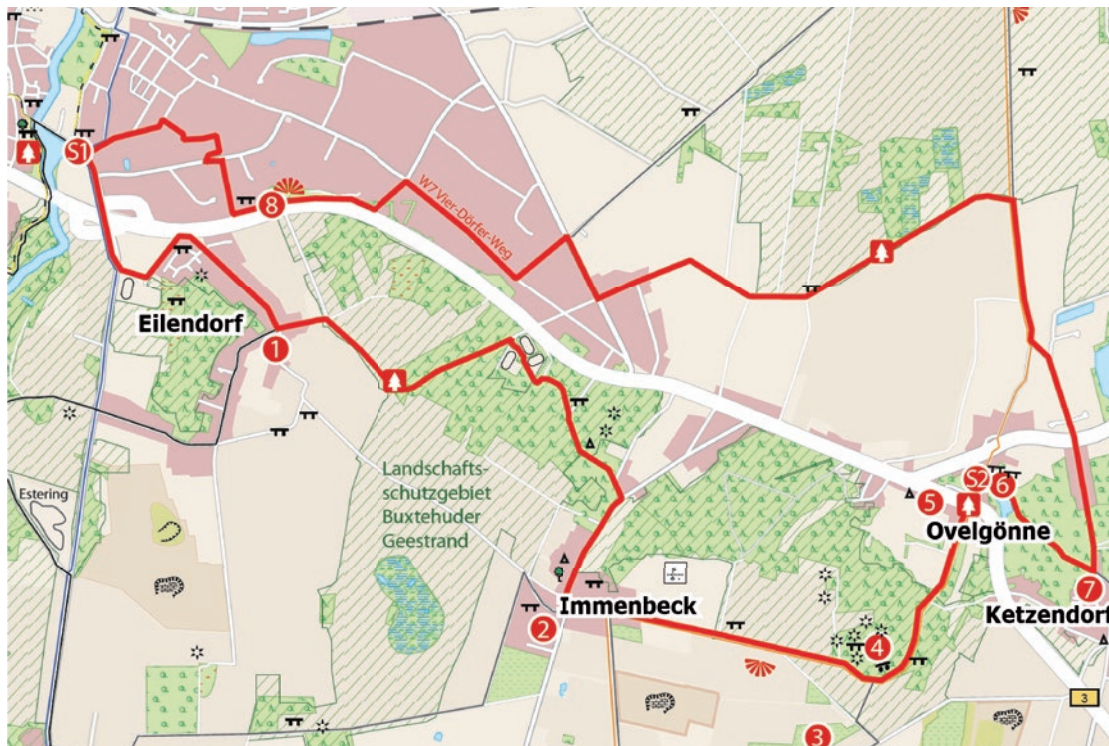 S1
8
W7 Vier-Dörfer-Weg
Eilendorf
1
Estering
Landschafts-
schutzgebiet
Buxtehuder
Geestrand
S2
6
5
Ovelgönne
7
Ketzendorf
Immenbeck
2
4
3
3